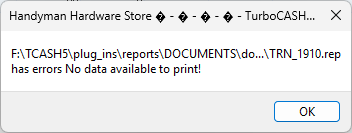 Handyman Hardware Store � - � - � - � - TurboCASH...
F:\TCASH5\plug_ins\reports\DOCUMENTS\do...\TRN_1910.rep
has errors No data available to print!
OK